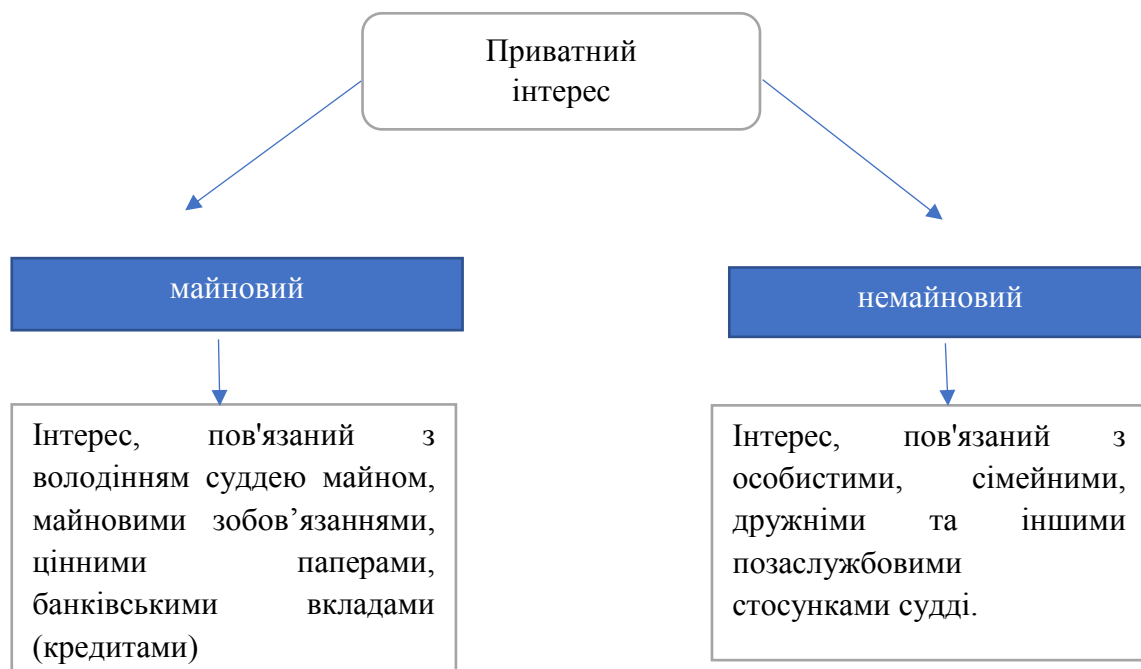 Приватний
інтерес
майновий
немайновий
Інтерес, пов'язаний з
володінням суддею майном,
майновими зобов’язаннями,
цінними паперами,
банківськими вкладами
(кредитами)
Інтерес, пов'язаний з
особистими, сімейними,
дружніми та іншими
позаслужбовими
стосунками судді.